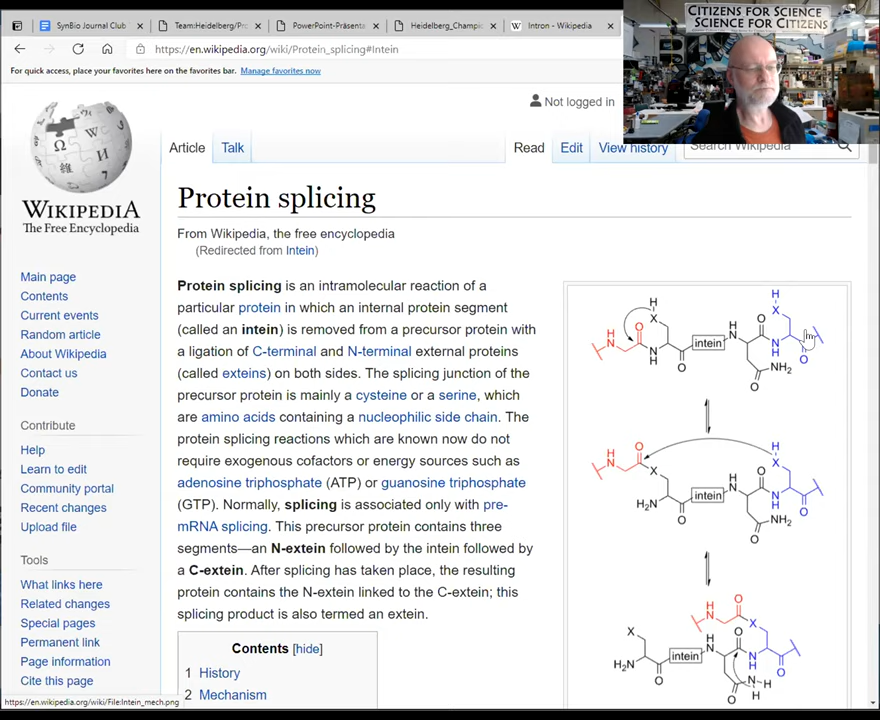 SynBio Journal Club
Team:Heidelberg/Pro
PowerPoint-Präsenta
Heidelberg_Champi
Intron - Wikipedia
https://en.wikipedia.org/wiki/Protein_splicing#Intein
For quick access, place your favorites here on the favorites bar. Manage favorites now
CITIZENS FOR SCIENCE
SCIENCE FOR CITIZENS
Not logged in
Article
Talk
Read
Edit
View history
Search Wikipedia
WIKIPEDIA
The Free Encyclopedia
Main page
Contents
Current events
Random article
About Wikipedia
Contact us
Donate
Contribute
Help
Learn to edit
Community portal
Recent changes
Upload file
Tools
What links here
Related changes
Special pages
Permanent link
Page information
Cite this page
Protein splicing
From Wikipedia, the free encyclopedia
(Redirected from Intein)
Protein splicing is an intramolecular reaction of a
particular protein in which an internal protein segment
(called an intein) is removed from a precursor protein with
a ligation of C-terminal and N-terminal external proteins
(called exteins) on both sides. The splicing junction of the
precursor protein is mainly a cysteine or a serine, which
are amino acids containing a nucleophilic side chain. The
protein splicing reactions which are known now do not
require exogenous cofactors or energy sources such as
adenosine triphosphate (ATP) or guanosine triphosphate
(GTP). Normally, splicing is associated only with pre-
mRNA splicing. This precursor protein contains three
segments—an N-extein followed by the intein followed by
a C-extein. After splicing has taken place, the resulting
protein contains the N-extein linked to the C-extein; this
splicing product is also termed an extein.
Contents [hide]
1 History
2 Mechanism
H
X
H
N
O
N
H
O
intein
H
N
O
NH2
O
H
X
N
H
O
H
N
O
X
H2N
O
intein
H
N
O
NH2
O
H
X
N
H
O
H
N
O
X
X
H2N
O
intein
H
N
O
N
H
O
N
H
H
O
https://en.wikipedia.org/wiki/File:Intein_mech.png